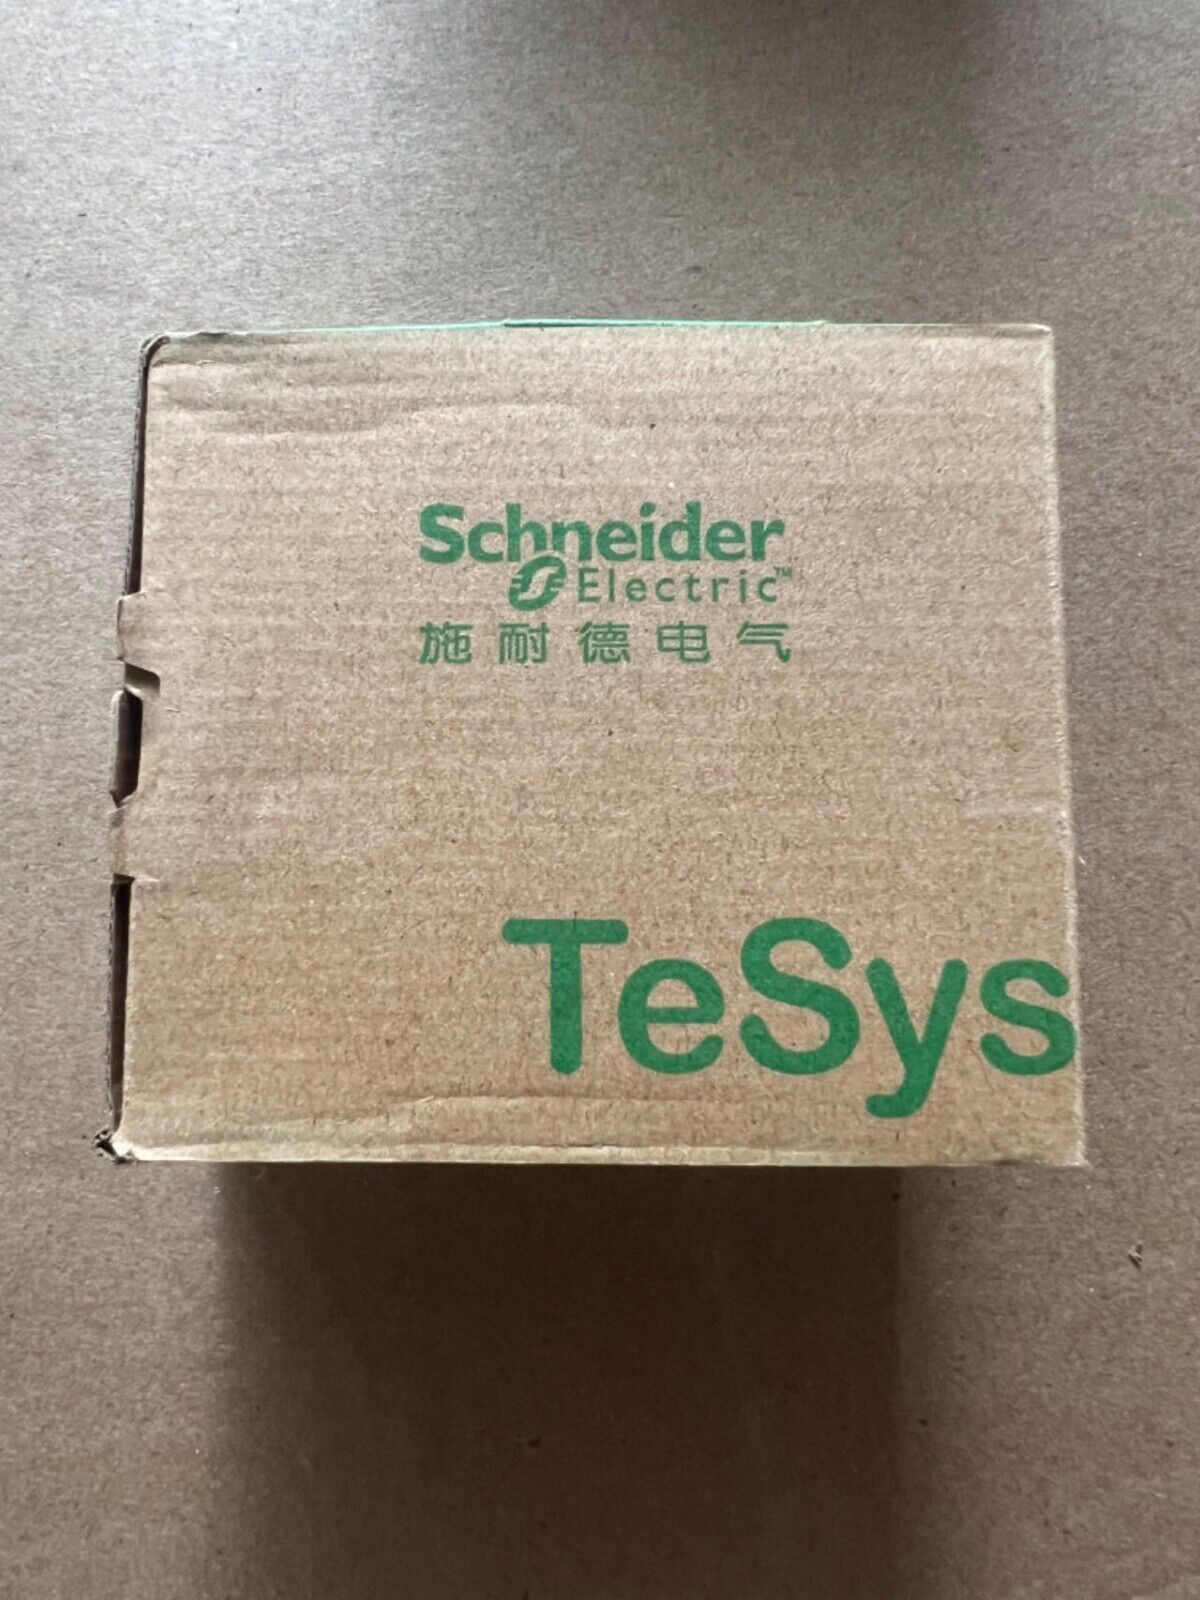 Schneider
Electric™
施耐德电气
TeSys